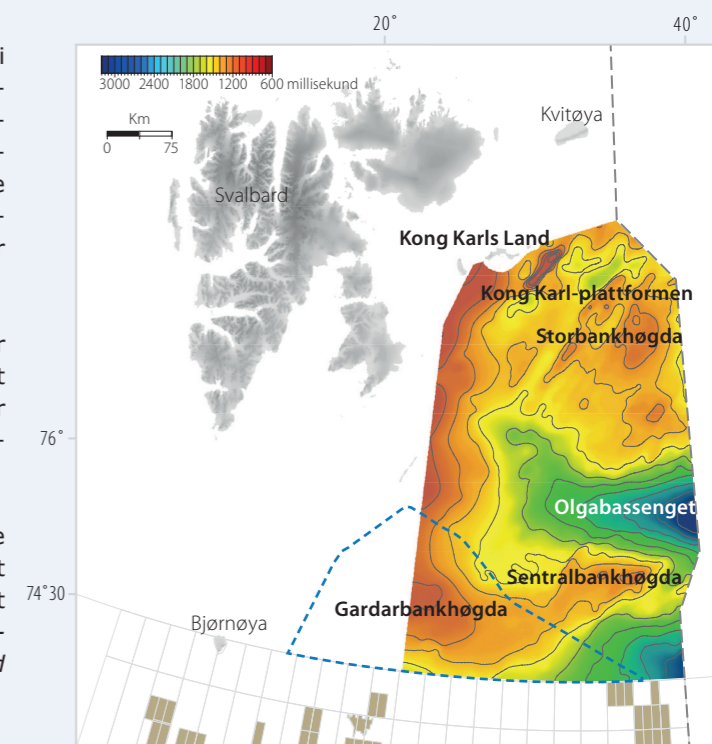 20°
40°
3000 2400 1800 1200 600 millisekund
Km
0 75
Kvitøya
Svalbard
Kong Karls Land
Kong Karl-plattformen
Storbankhøgda
76°
Olgabassenget
Sentralbankhøgda
74°30
Gardarbankhøgda
Bjørnøya